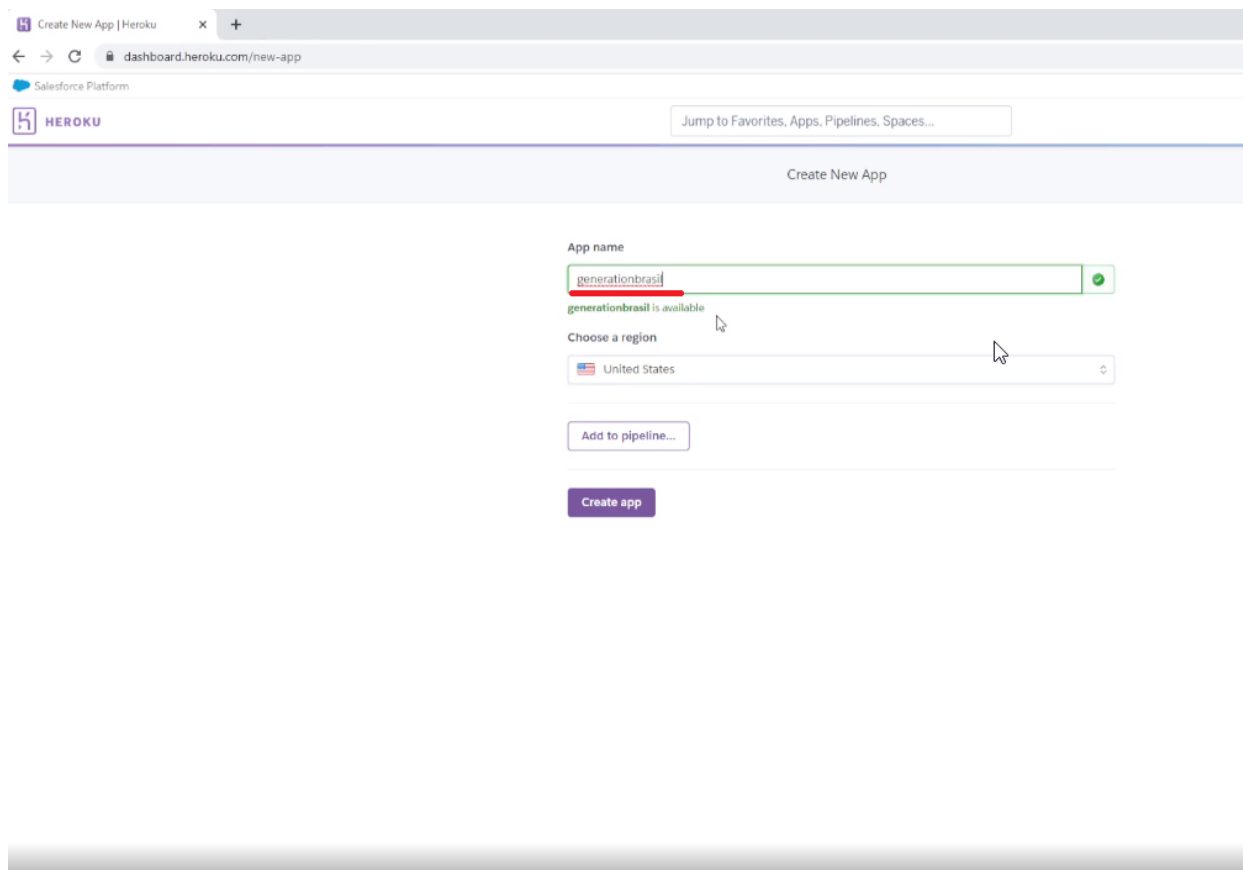 Create New App | Heroku
dashboard.heroku.com/new-app
Salesforce Platform
HEROKU
Jump to Favorites, Apps, Pipelines, Spaces...
Create New App
App name
generationbrasil
generationbrasil is available
Choose a region
United States
Add to pipeline...
Create app